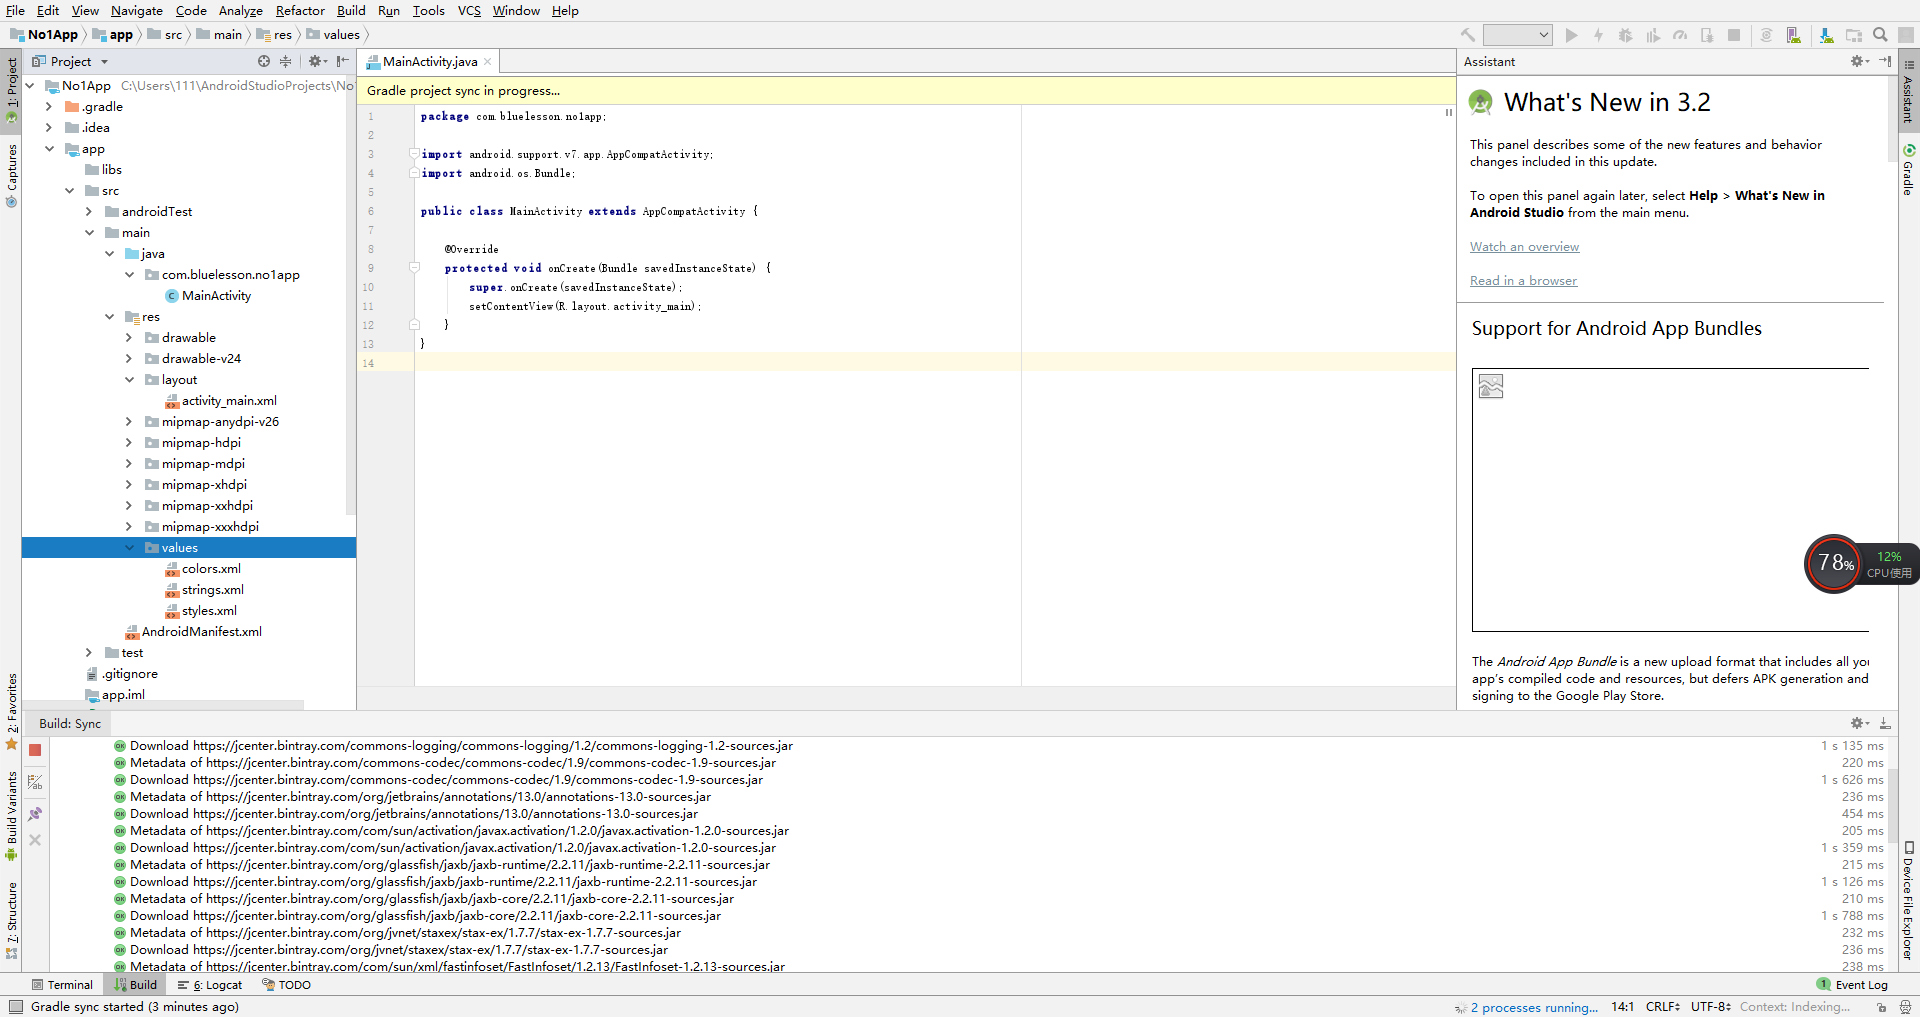 File Edit View Navigate Code Analyze Refactor Build Run Tools VCS Window Help
No1App app src main res values
Project
MainActivity.java
Assistant
1: Project
Captures
2: Favorites
Build Variants
7: Structure
No1App C:\Users\111\AndroidStudioProjects\No
.gradle
.idea
app
libs
src
androidTest
main
java
com.bluelesson.no1app
MainActivity
res
drawable
drawable-v24
layout
activity_main.xml
mipmap-anydpi-v26
mipmap-hdpi
mipmap-mdpi
mipmap-xhdpi
mipmap-xxhdpi
mipmap-xxxhdpi
values
colors.xml
strings.xml
styles.xml
AndroidManifest.xml
test
.gitignore
app.iml
Gradle project sync in progress...
1 package com.bluelesson.no1app;
2
3 import android.support.v7.app.AppCompatActivity;
4 import android.os.Bundle;
5
6 public class MainActivity extends AppCompatActivity {
7
8 @Override
9 protected void onCreate(Bundle savedInstanceState) {
10 super.onCreate(savedInstanceState);
11 setContentView(R.layout.activity_main);
12 }
13 }
14
What's New in 3.2
This panel describes some of the new features and behavior
changes included in this update.
To open this panel again later, select Help > What's New in
Android Studio from the main menu.
Watch an overview
Read in a browser
Support for Android App Bundles
The Android App Bundle is a new upload format that includes all you
app's compiled code and resources, but defers APK generation and
signing to the Google Play Store.
78% 12%
CPU使用
Assistant
Gradle
Device File Explorer
Build: Sync
Download https://jcenter.bintray.com/commons-logging/commons-logging/1.2/commons-logging-1.2-sources.jar 1 s 135 ms
Metadata of https://jcenter.bintray.com/commons-codec/commons-codec/1.9/commons-codec-1.9-sources.jar 220 ms
Download https://jcenter.bintray.com/commons-codec/commons-codec/1.9/commons-codec-1.9-sources.jar 1 s 626 ms
Metadata of https://jcenter.bintray.com/org/jetbrains/annotations/13.0/annotations-13.0-sources.jar 236 ms
Download https://jcenter.bintray.com/org/jetbrains/annotations/13.0/annotations-13.0-sources.jar 454 ms
Metadata of https://jcenter.bintray.com/com/sun/activation/javax.activation/1.2.0/javax.activation-1.2.0-sources.jar 205 ms
Download https://jcenter.bintray.com/com/sun/activation/javax.activation/1.2.0/javax.activation-1.2.0-sources.jar 1 s 359 ms
Metadata of https://jcenter.bintray.com/org/glassfish/jaxb/jaxb-runtime/2.2.11/jaxb-runtime-2.2.11-sources.jar 215 ms
Download https://jcenter.bintray.com/org/glassfish/jaxb/jaxb-runtime/2.2.11/jaxb-runtime-2.2.11-sources.jar 1 s 126 ms
Metadata of https://jcenter.bintray.com/org/glassfish/jaxb/jaxb-core/2.2.11/jaxb-core-2.2.11-sources.jar 210 ms
Download https://jcenter.bintray.com/org/glassfish/jaxb/jaxb-core/2.2.11/jaxb-core-2.2.11-sources.jar 1 s 788 ms
Metadata of https://jcenter.bintray.com/org/jvnet/staxex/stax-ex/1.7.7/stax-ex-1.7.7-sources.jar 232 ms
Download https://jcenter.bintray.com/org/jvnet/staxex/stax-ex/1.7.7/stax-ex-1.7.7-sources.jar 236 ms
Metadata of https://jcenter.bintray.com/com/sun/xml/fastinfoset/FastInfoset/1.2.13/FastInfoset-1.2.13-sources.jar 238 ms
Terminal Build 6: Logcat TODO 1 Event Log
Gradle sync started (3 minutes ago) 2 processes running... 14:1 CRLF UTF-8 Context: Indexing...